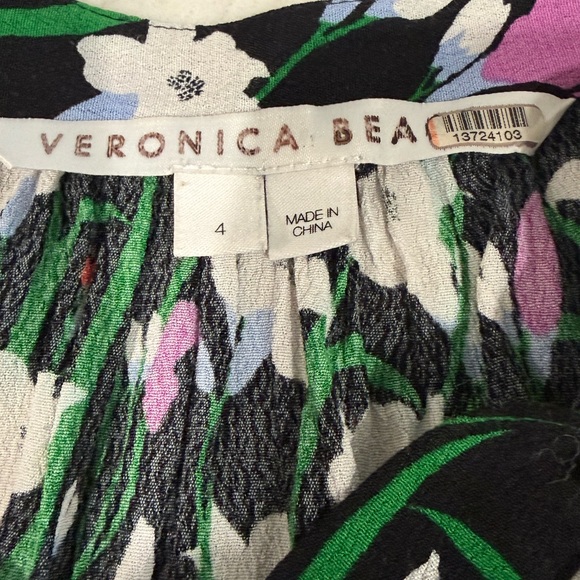 VERONICA BEA
13724103
4
MADE IN
CHINA